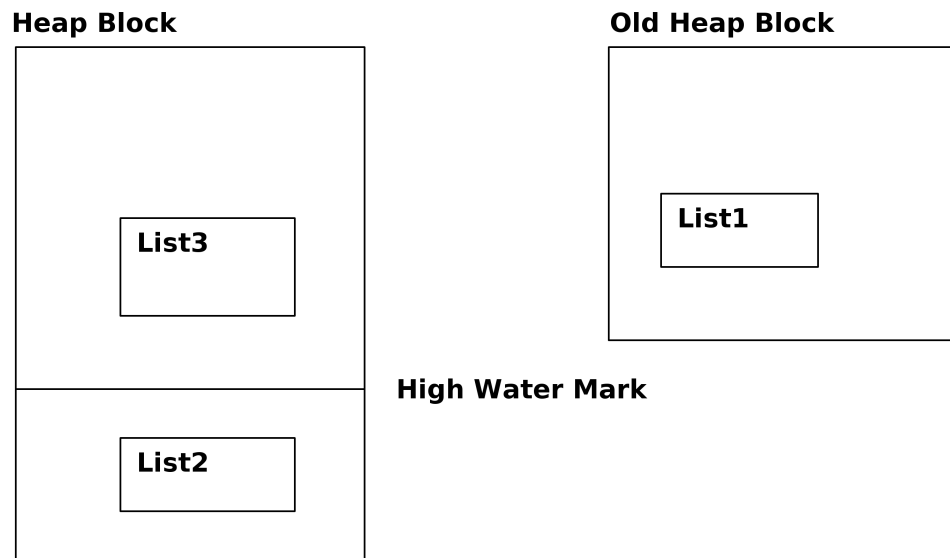 Heap Block
Old Heap Block
List3
List1
High Water Mark
List2